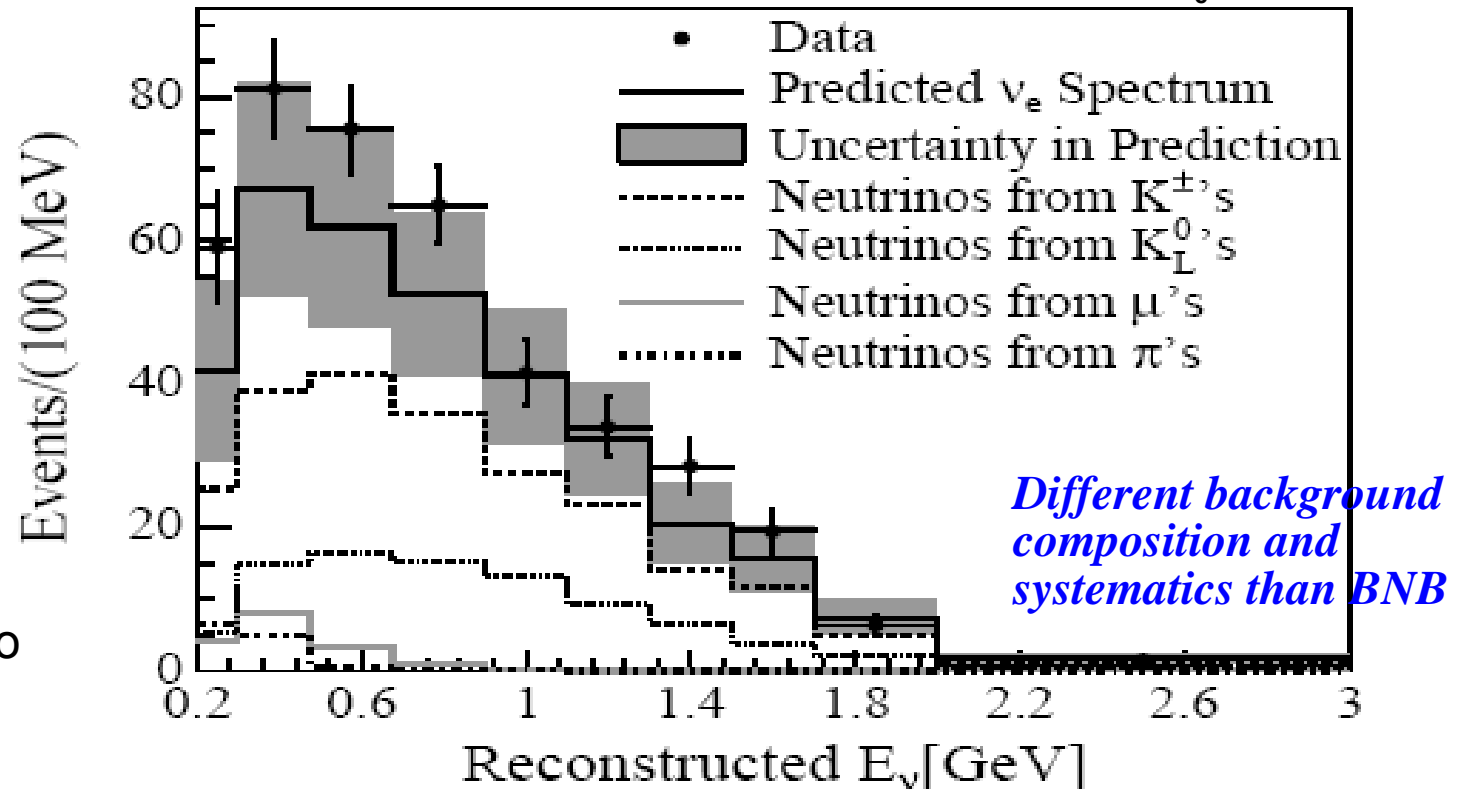 Data
Predicted νe Spectrum
Uncertainty in Prediction
Neutrinos from K±'s
Neutrinos from K0L's
Neutrinos from μ's
Neutrinos from π's
Different background
composition and
systematics than BNB
Events/(100 MeV)
80
60
40
20
0
o
0.2 0.6 1 1.4 1.8 2.2 2.6 3
Reconstructed Eν[GeV]